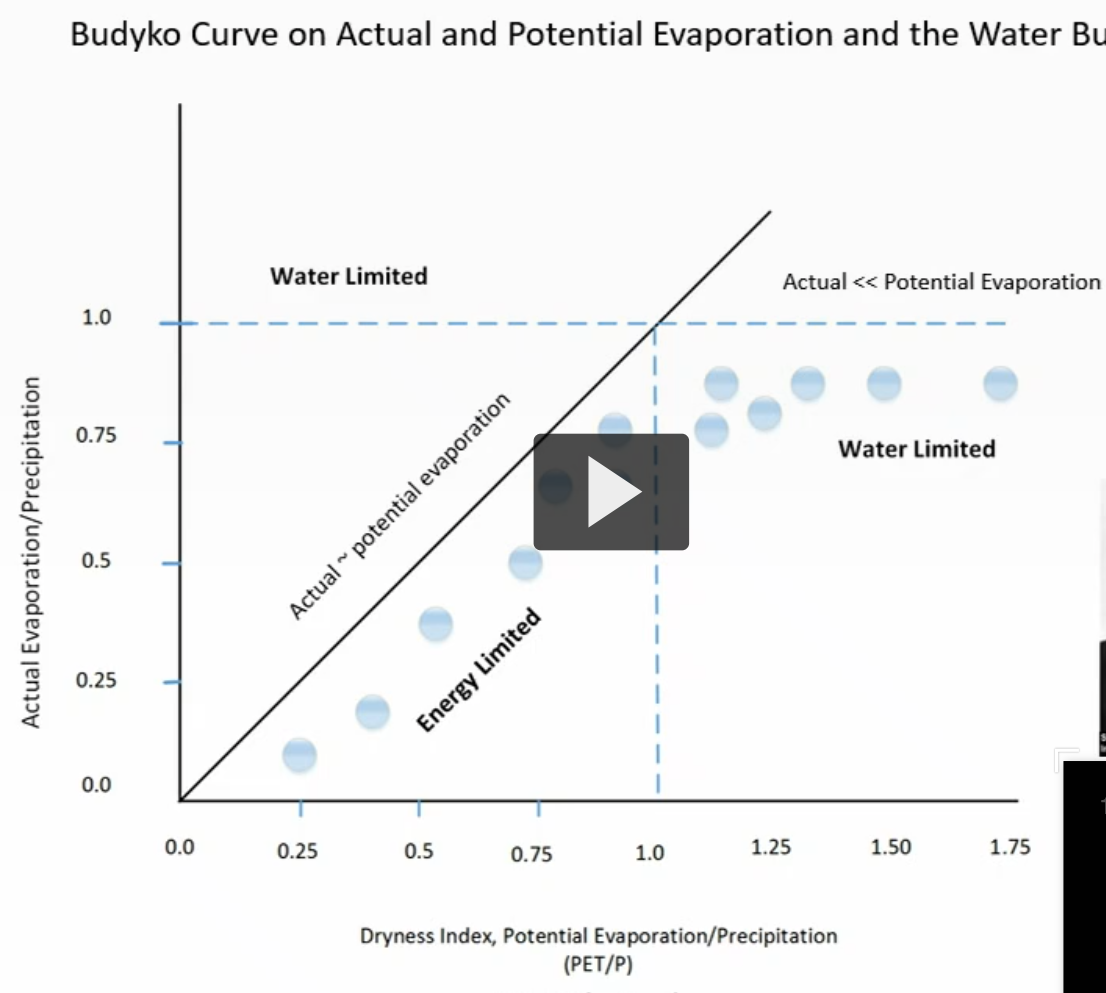 Budyko Curve on Actual and Potential Evaporation and the Water Bu
Water Limited
Actual << Potential Evaporation
1.0
0.75
0.5
0.25
0.0
Actual Evaporation/Precipitation
Actual ~ potential evaporation
Energy Limited
Water Limited
0.0 0.25 0.5 0.75 1.0 1.25 1.50 1.75
Dryness Index, Potential Evaporation/Precipitation
(PET/P)